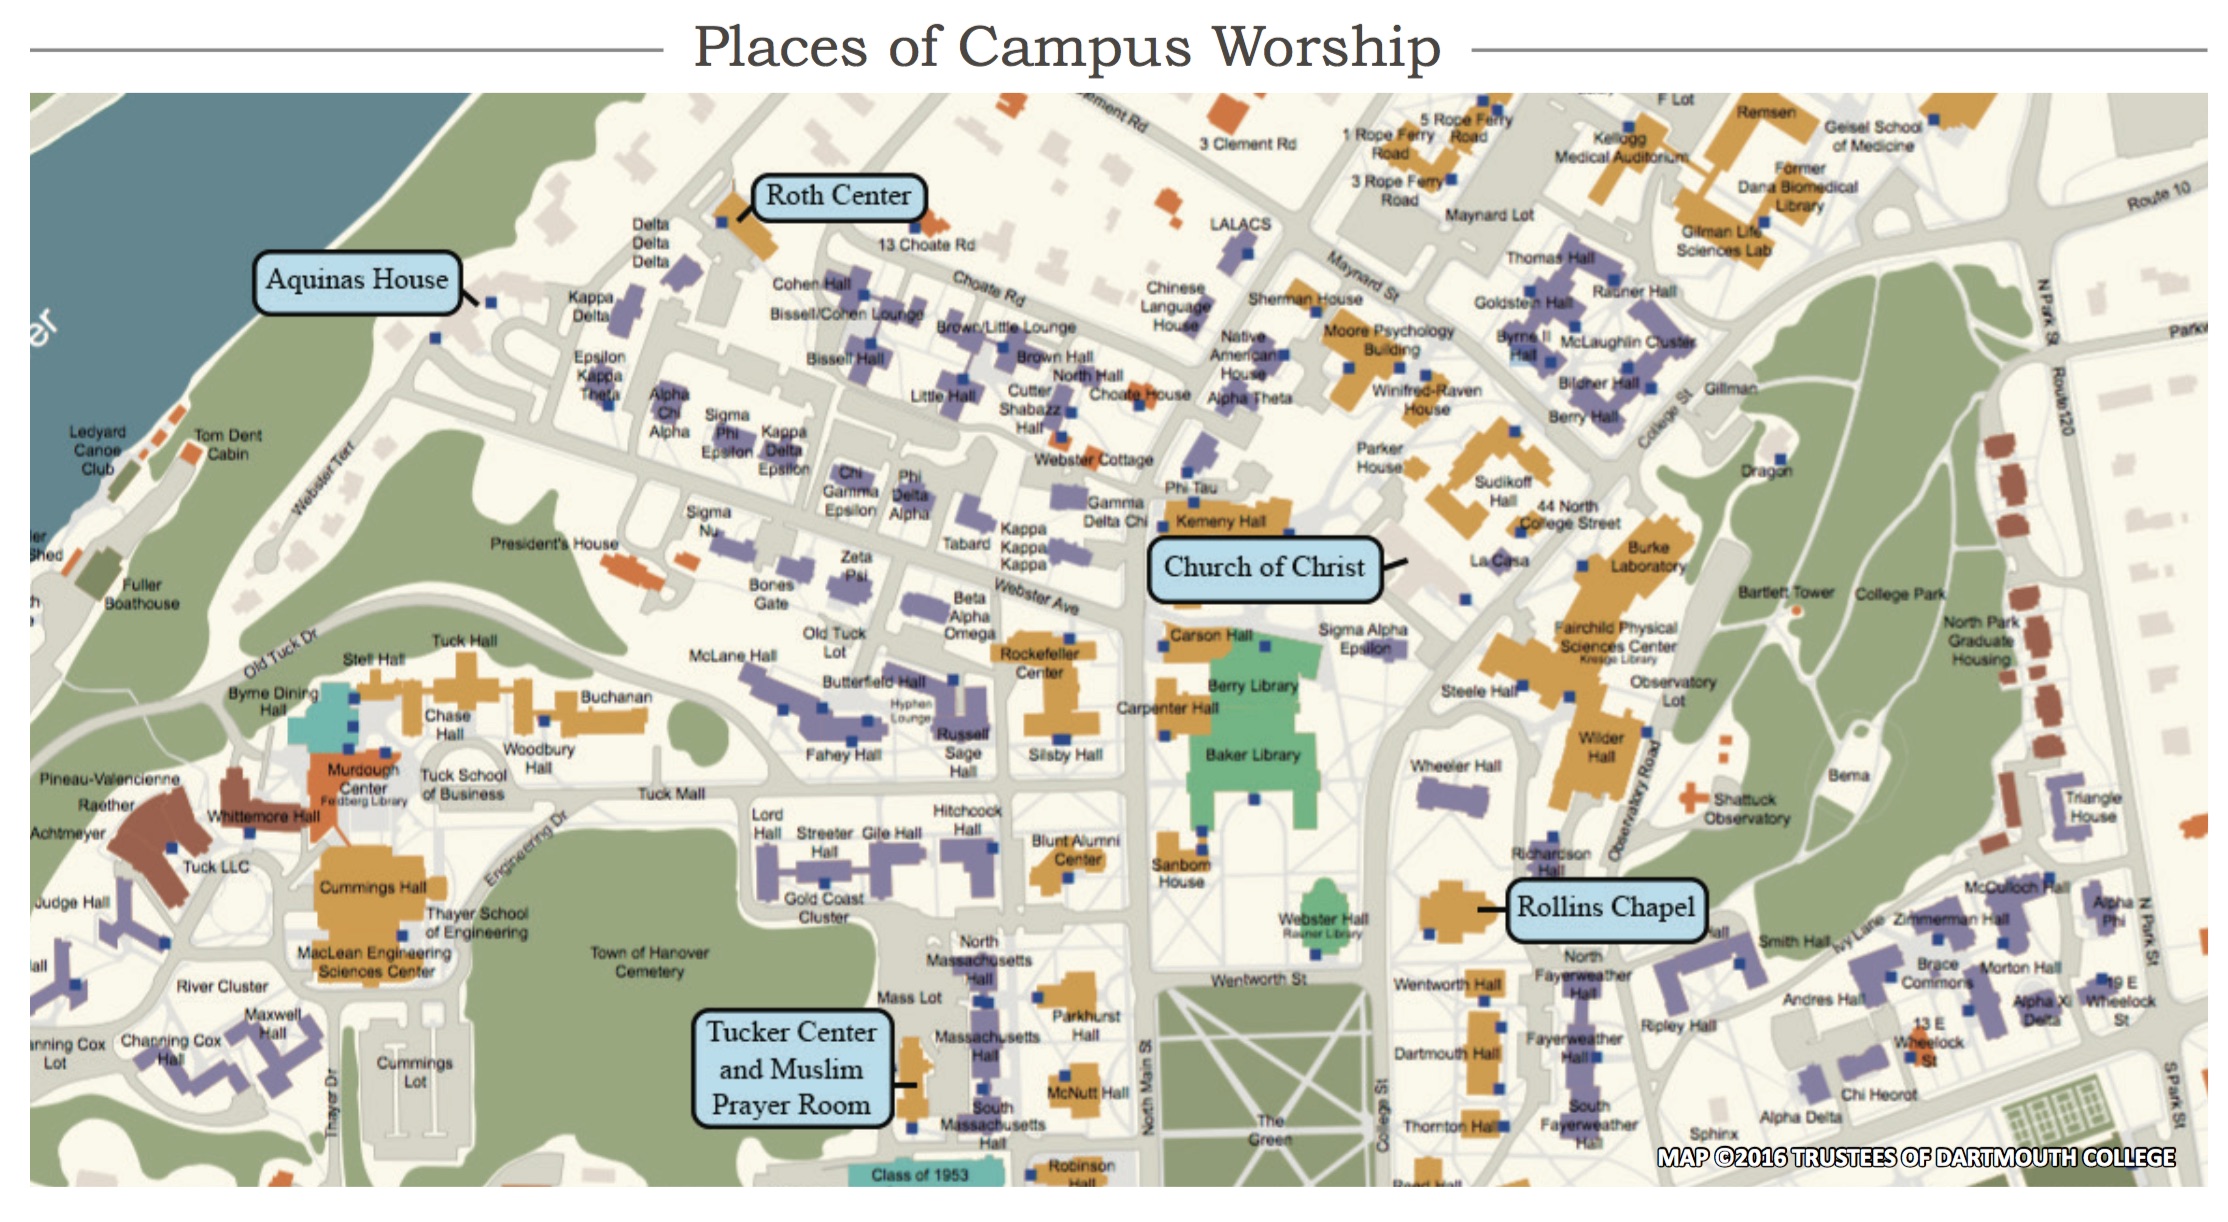 Places of Campus Worship
Clement Rd
3 Clement Rd
1 Rope Ferry
Road
5 Rope Ferry
Road
3 Rope Ferry
Road
F Lot
Kellogg
Medical Auditorium
Remsen
Geisel School
of Medicine
Former
Dana Biomedical
Library
Gilman Life
Sciences Lab
Route 10
Maynard Lot
Roth Center
13 Choate Rd
LALACS
Delta
Delta
Delta
Aquinas House
Kappa
Delta
Cohen Hall
Bissell/Cohen Lounge
Choate Rd
Brown/Little Lounge
Bissell Hall
Brown Hall
North Hall
Little Hall
Cutter
Shabazz
Hall
Choate House
Webster Cottage
Chinese
Language
House
Native
American
House
Alpha Theta
Sherman House
Maynard St
Moore Psychology
Building
Winifred-Raven
House
Thomas Hall
Goldstein Hall
Rauner Hall
Byrne II
Hall
McLaughlin Cluster
Bildner Hall
Berry Hall
College St
Gillman
N Park St
Route 120
Dragon
er
Epsilon
Kappa
Theta
Alpha
Chi
Alpha
Sigma
Phi
Epsilon
Kappa
Delta
Epsilon
Chi
Gamma
Epsilon
Phi
Delta
Alpha
Ledyard
Canoe
Club
Tom Dent
Cabin
Webster Terr
Sigma
Nu
President's House
Bones
Gate
Zeta
Psi
Tabard
Kappa
Kappa
Kappa
Gamma
Delta Chi
Phi Tau
Kemeny Hall
Parker
House
Sudikoff
Hall
44 North
College Street
Church of Christ
La Casa
Burke
Laboratory
Bartlett Tower
College Park
Fuller
Boathouse
Shed
Webster Ave
Beta
Alpha
Omega
Old Tuck
Lot
Old Tuck Dr
Carson Hall
Sigma Alpha
Epsilon
Fairchild Physical
Sciences Center
Kresge Library
North Park
Graduate
Housing
Tuck Hall
Stell Hall
Byrne Dining
Hall
Chase
Hall
Buchanan
Woodbury
Hall
McLane Hall
Butterfield Hall
Hyphen
Lounge
Fahey Hall
Russell
Sage
Hall
Rockefeller
Center
Silsby Hall
Carpenter Hall
Berry Library
Baker Library
Steele Hall
Observatory
Lot
Wilder
Hall
Observatory Road
Wheeler Hall
Shattuck
Observatory
Bema
Triangle
House
Pineau-Valencienne
Raether
Achtmeyer
Whittemore Hall
Murdough
Center
Feldberg Library
Tuck School
of Business
Tuck Mall
Tuck LLC
Engineering Dr
Lord
Hall
Streeter
Hall
Gile Hall
Hitchcock
Hall
Gold Coast
Cluster
Blunt Alumni
Center
Sanborn
House
Webster Hall
Rauner Library
Richardson
Hall
Rollins Chapel
Judge Hall
Cummings Hall
Thayer School
of Engineering
MacLean Engineering
Sciences Center
Town of Hanover
Cemetery
River Cluster
Channing Cox
Hall
Maxwell
Hall
Cummings
Lot
Thayer Dr
Tucker Center
and Muslim
Prayer Room
Mass Lot
North
Massachusetts
Hall
Massachusetts
Hall
South
Massachusetts
Hall
Parkhurst
Hall
McNutt Hall
Class of 1953
Robinson
Hall
North Main St
Wentworth St
The
Green
College St
Wentworth Hall
Dartmouth Hall
Thornton Hall
North
Fayerweather
Hall
Fayerweather
Hall
South
Fayerweather
Hall
Smith Hall
Ripley Hall
Ivy Lane
McCulloch Hall
Zimmerman Hall
Brace
Commons
Morton Hall
Andres Hall
Alpha
Phi
Alpha Xi
Delta
19 E
Wheelock
St
13 E
Wheelock
St
Chi Heorot
Alpha Delta
Sphinx
N Park St
S Park St
MAP ©2016 TRUSTEES OF DARTMOUTH COLLEGE